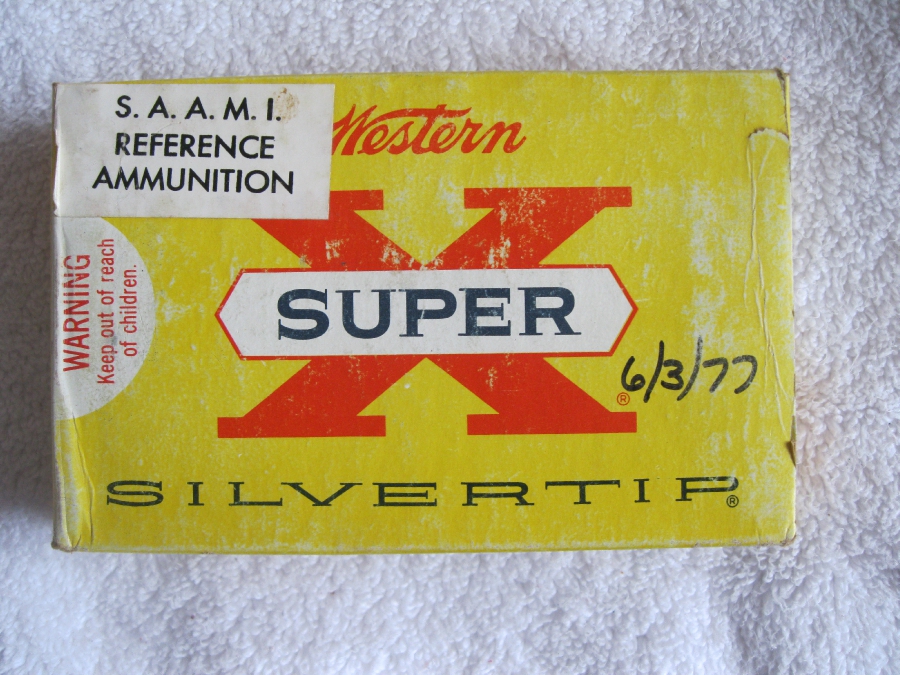 S. A. A. M. I.
REFERENCE
AMMUNITION
Western
X
SUPER
WARNING
Keep out of reach
of children.
6/3/77
®
SILVERTIP®